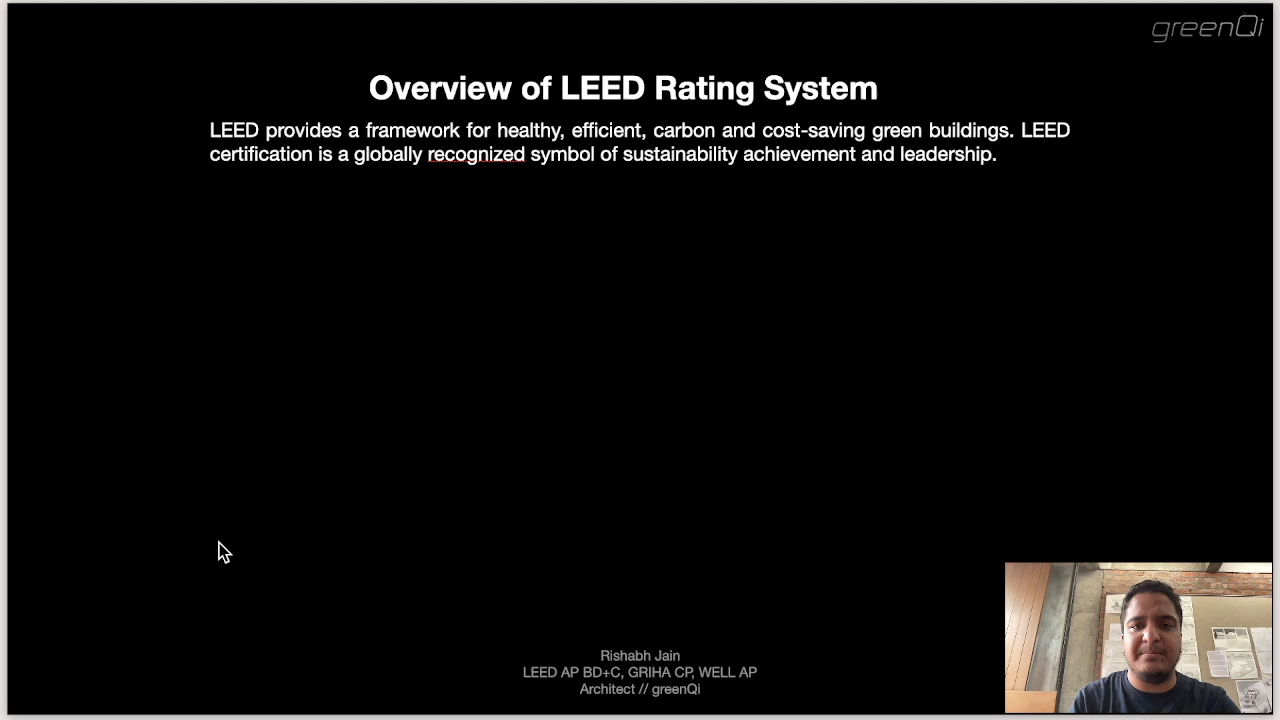 greenQi
Overview of LEED Rating System
LEED provides a framework for healthy, efficient, carbon and cost-saving green buildings. LEED
certification is a globally recognized symbol of sustainability achievement and leadership.
Rishabh Jain
LEED AP BD+C, GRIHA CP, WELL AP
Architect // greenQi